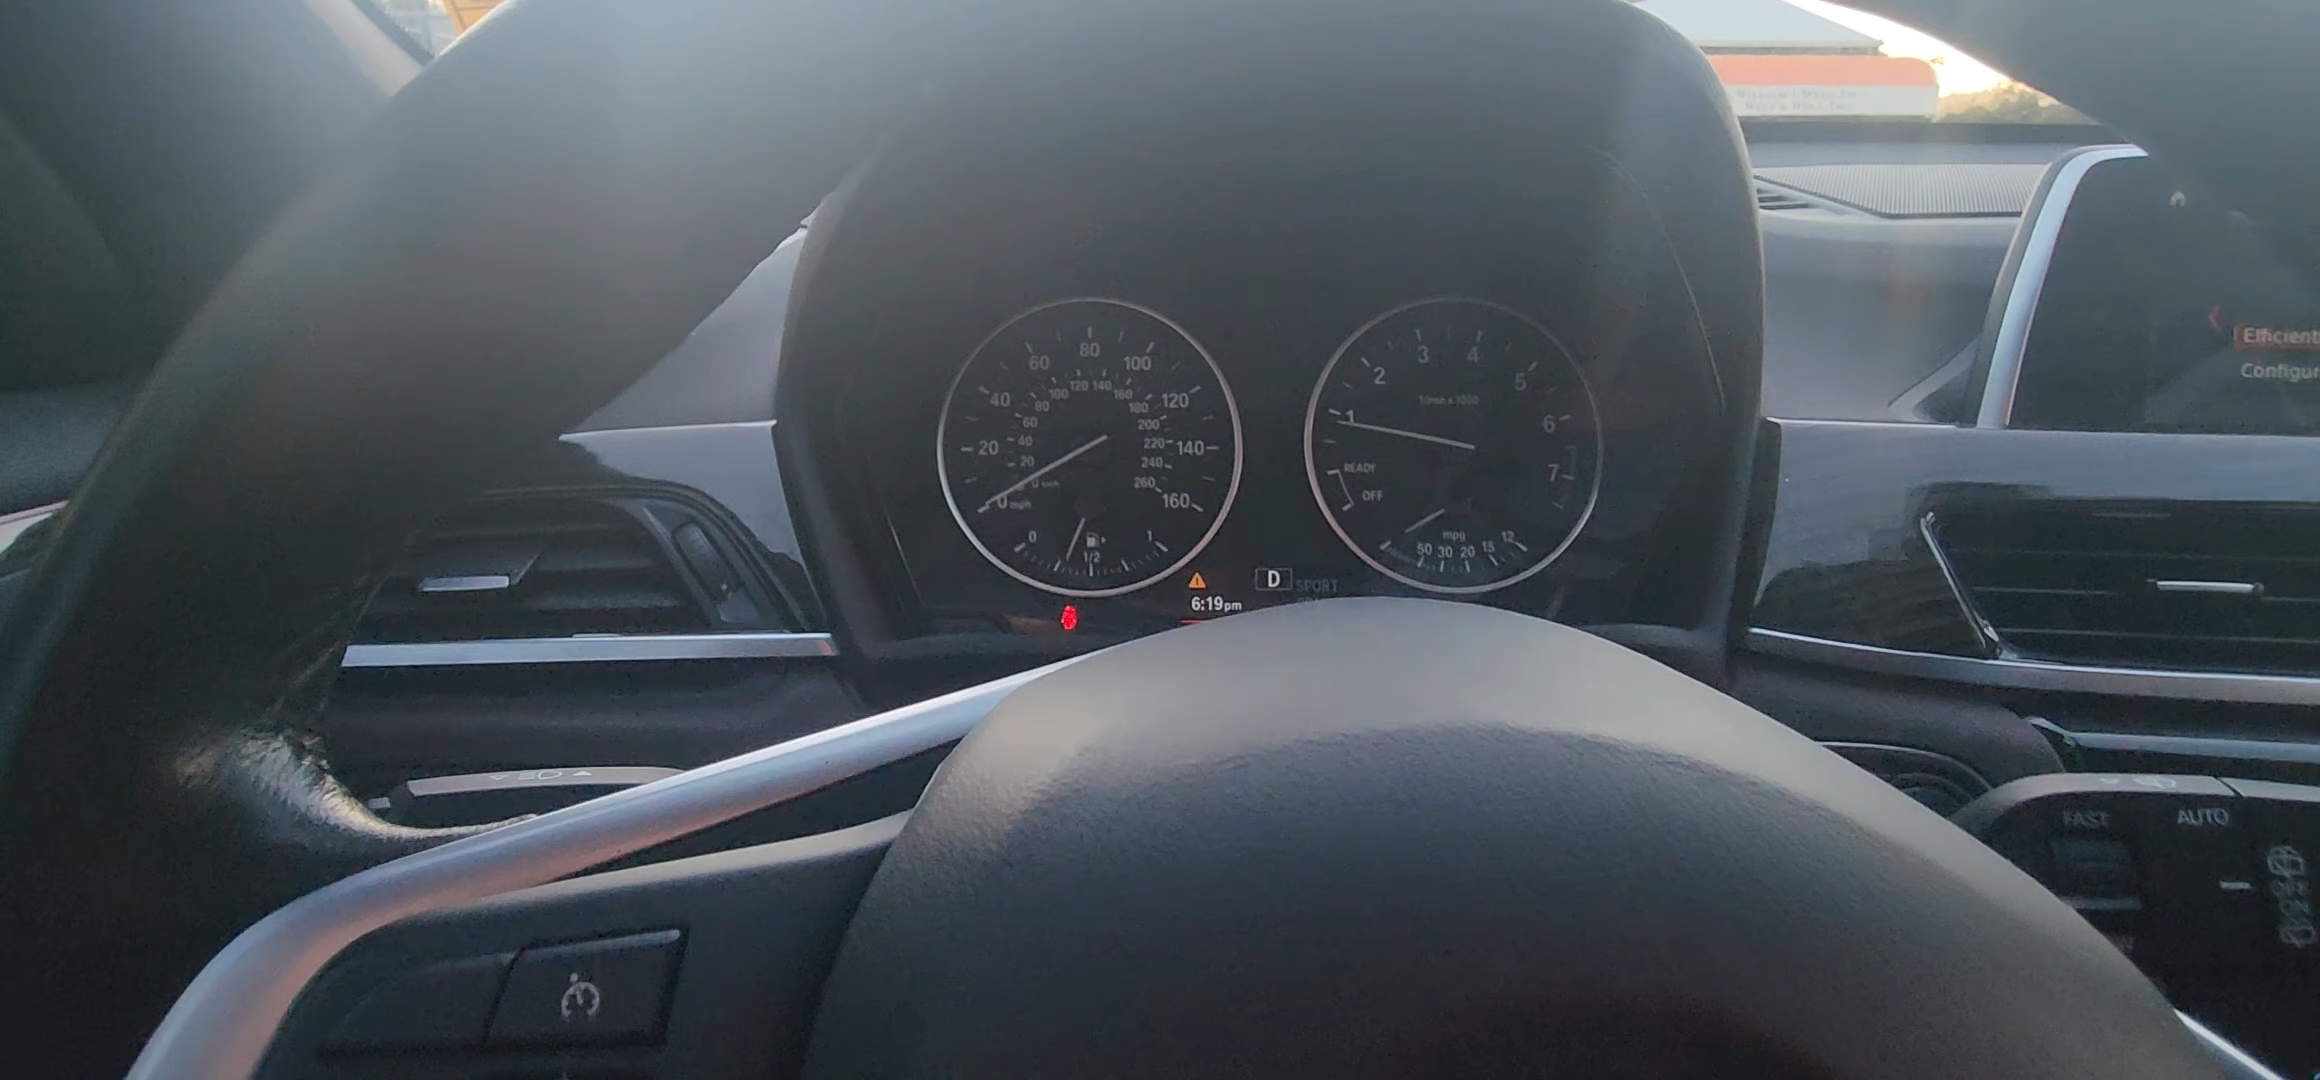 20
40
60
80
100
120
140
160
20
40
60
80
100
120 140
160
180
200
220
240
260
0 km/h
0 mph
0
1/2
1
1
2
3
4
5
6
7
1/min x 1000
READY
OFF
mpg
50 30 20 15 12
D
SPORT
6:19pm
Efficient
Configur
FAST
AUTO